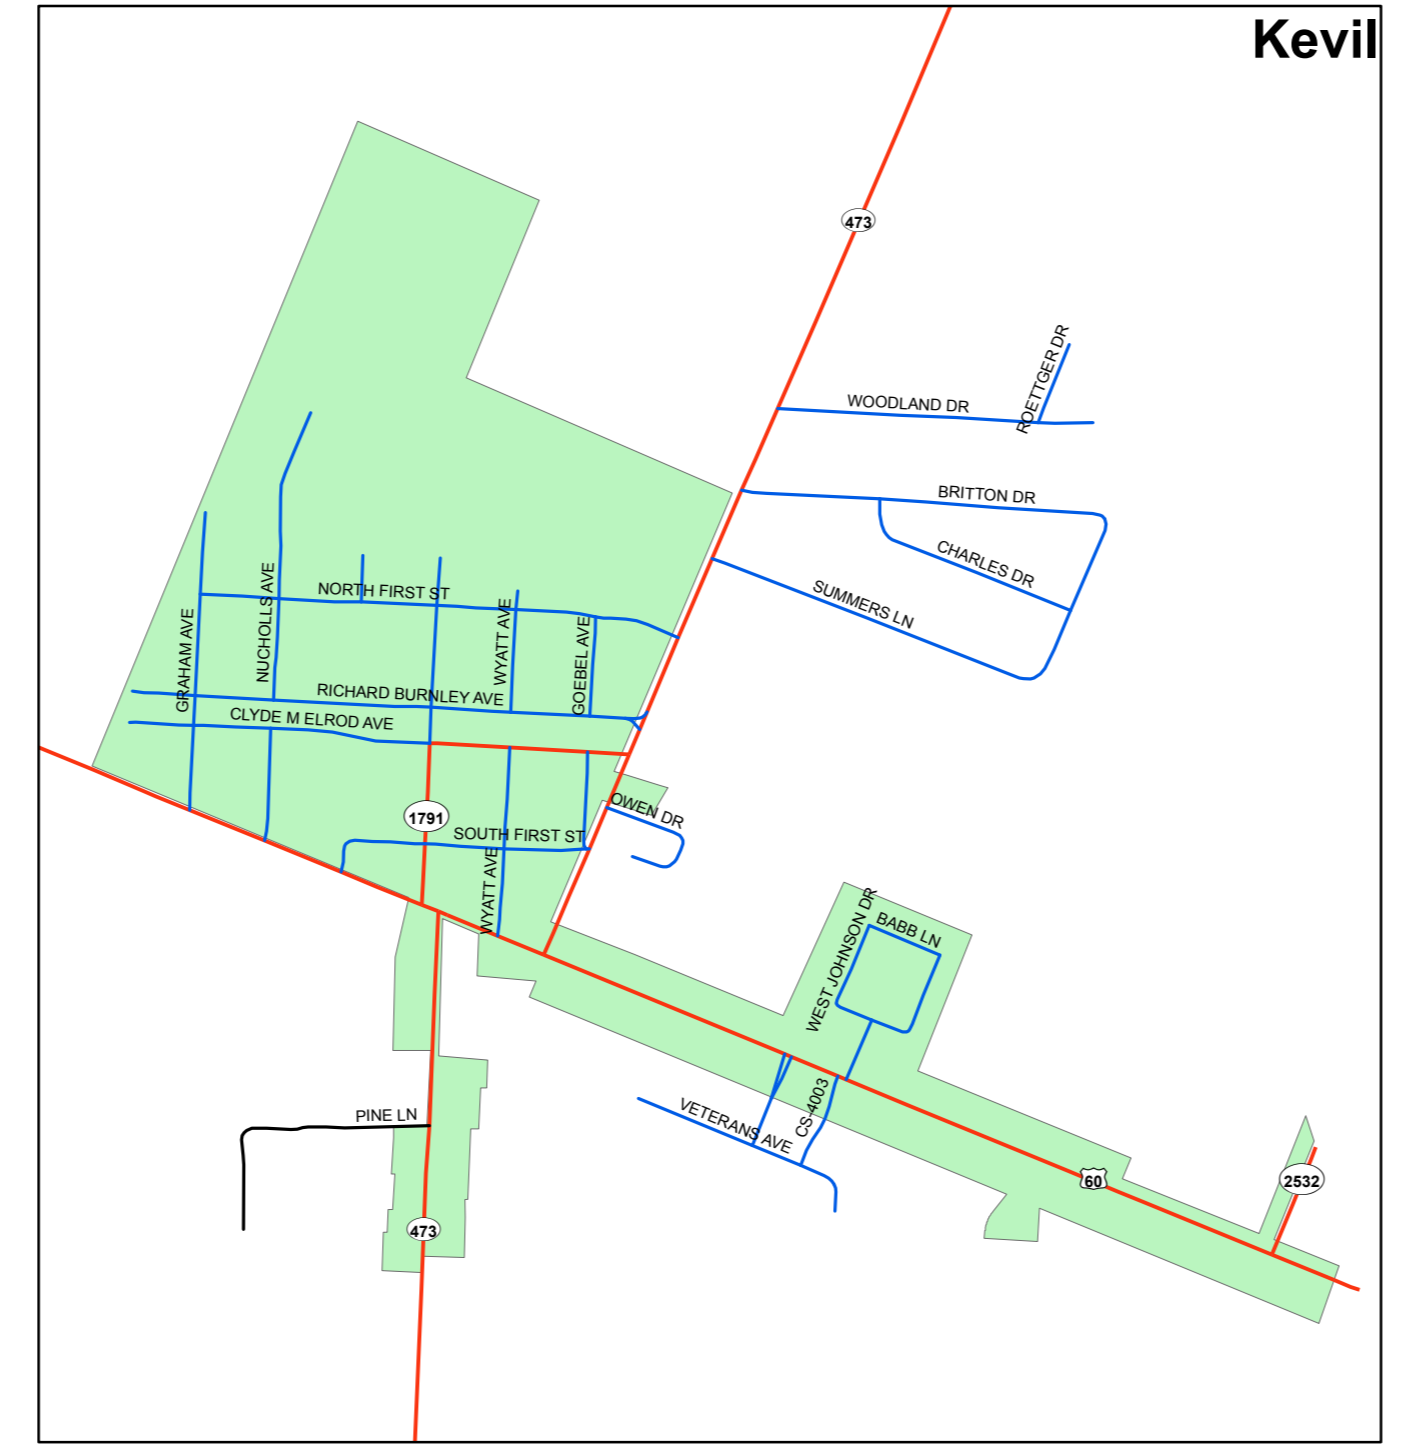 Kevil
473
ROETTGER DR
WOODLAND DR
BRITTON DR
CHARLES DR
SUMMERS LN
NORTH FIRST ST
NUCHOLLS AVE
GRAHAM AVE
WYATT AVE
GOEBEL AVE
RICHARD BURNLEY AVE
CLYDE M ELROD AVE
1791
OWEN DR
SOUTH FIRST ST
WYATT AVE
WEST JOHNSON DR
BABB LN
CS-4003
VETERANS AVE
PINE LN
60
2532
473